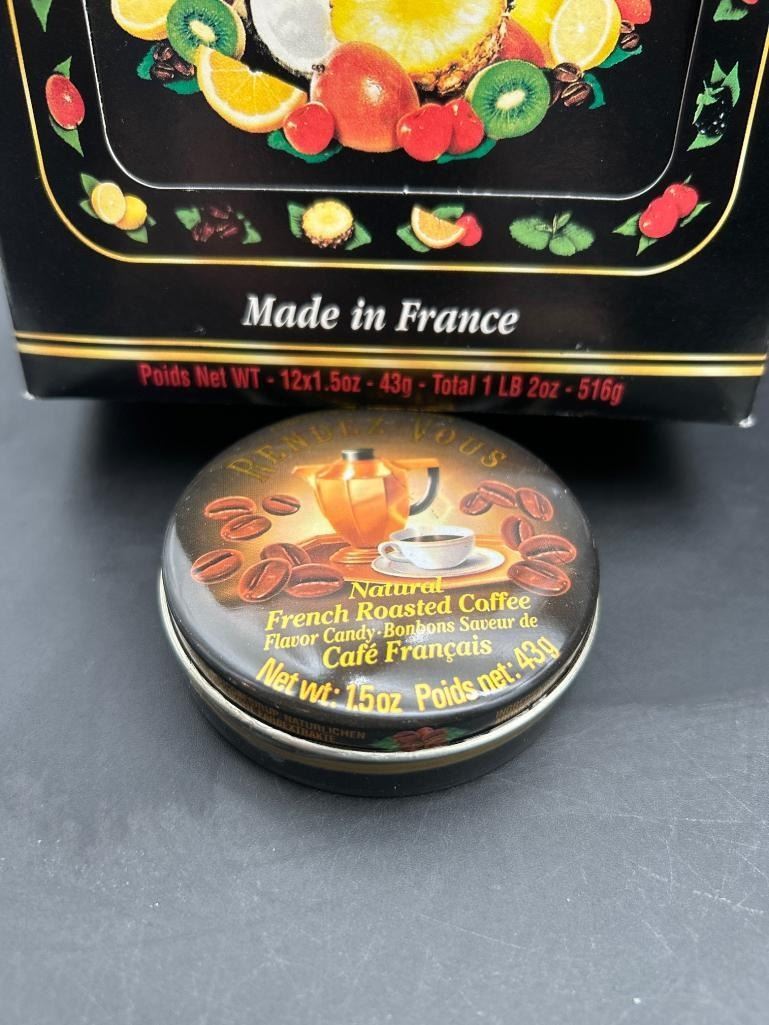 Made in France
Poids Net WT - 12x1.5oz - 43g - Total 1 LB 2oz - 516g
RENDEZ VOUS
Natural
French Roasted Coffee
Flavor Candy·Bonbons Saveur de
Café Français
Net wt: 1.5oz Poids net: 43g
NATÜRLICHEN